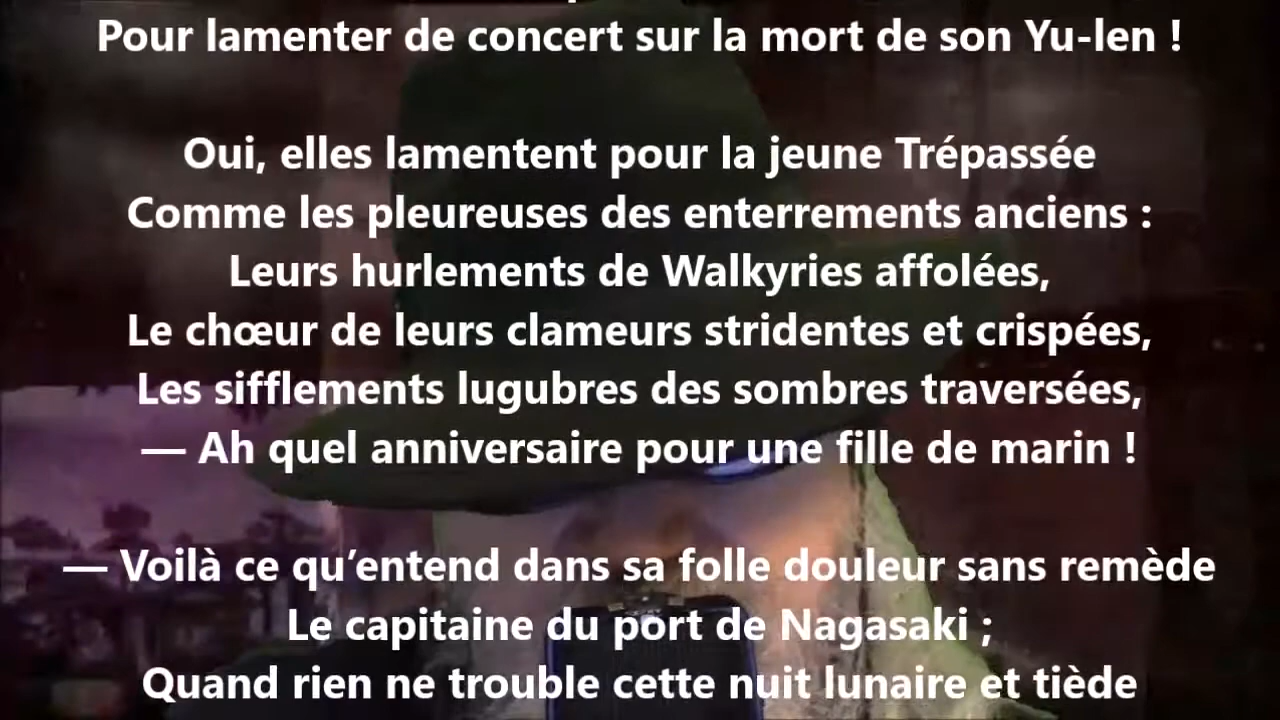 Pour lamenter de concert sur la mort de son Yu-len !
Oui, elles lamentent pour la jeune Trépassée
Comme les pleureuses des enterrements anciens :
Leurs hurlements de Walkyries affolées,
Le chœur de leurs clameurs stridentes et crispées,
Les sifflements lugubres des sombres traversées,
— Ah quel anniversaire pour une fille de marin !
— Voilà ce qu’entend dans sa folle douleur sans remède
Le capitaine du port de Nagasaki ;
Quand rien ne trouble cette nuit lunaire et tiède